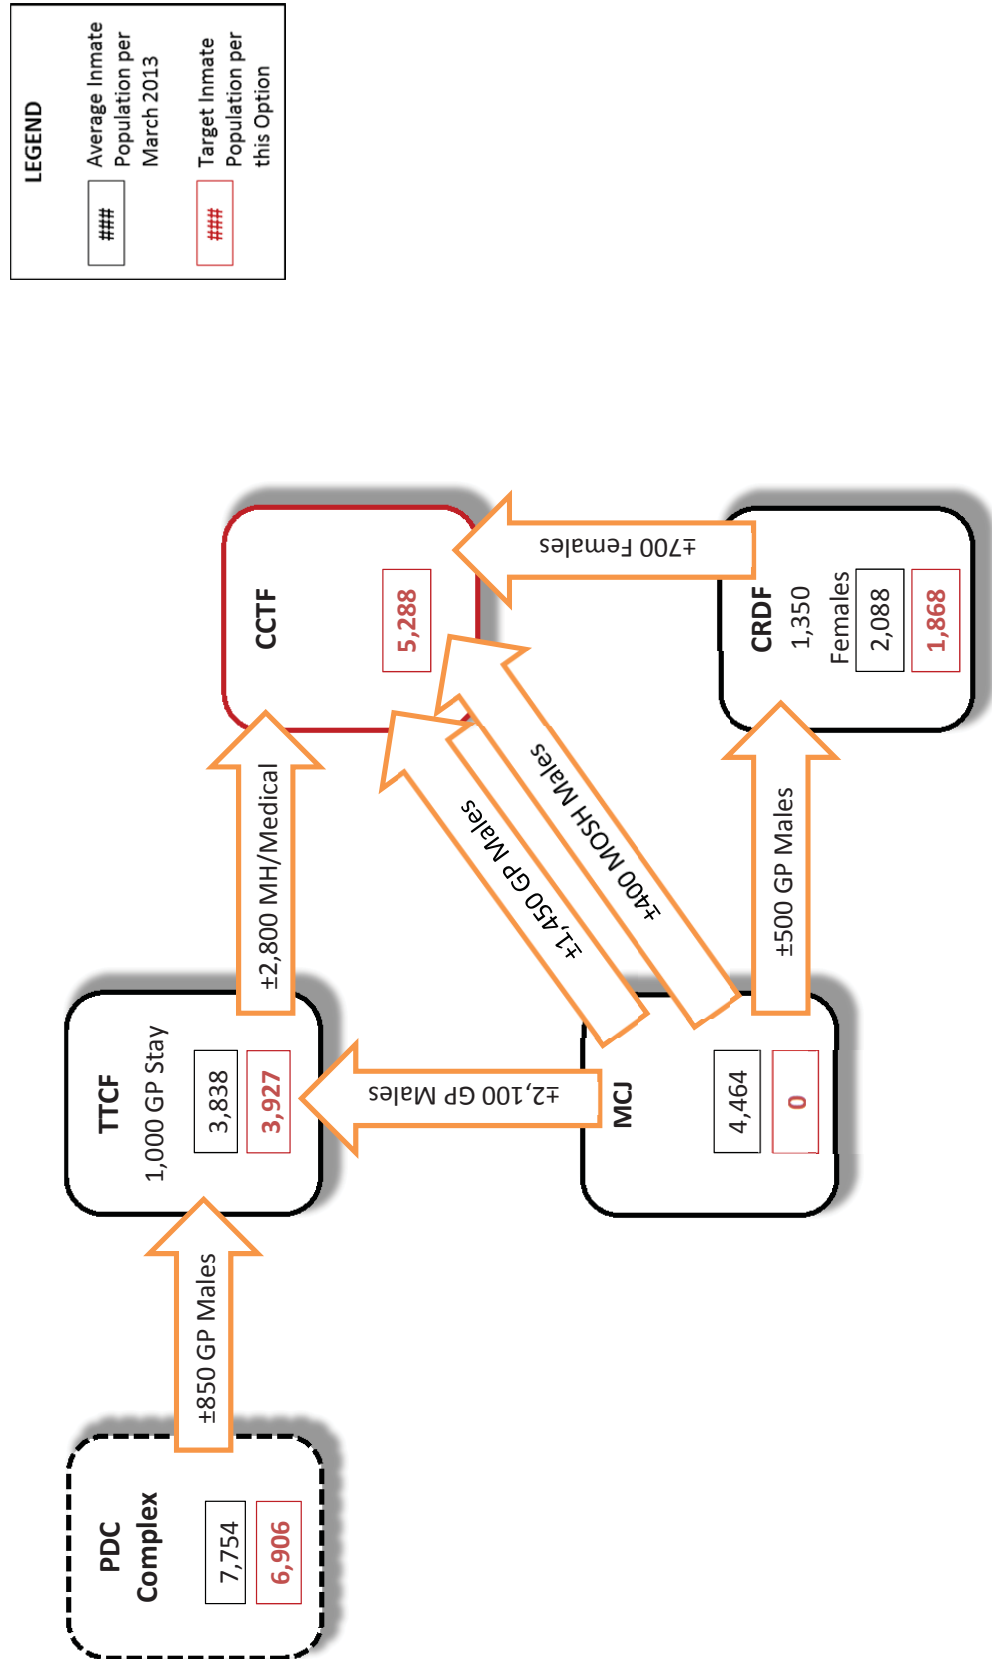 LEGEND
###
Average Inmate
Population per
March 2013
###
Target Inmate
Population per
this Option
PDC
Complex
7,754
6,906
±850 GP Males
TTCF
1,000 GP Stay
3,838
3,927
±2,800 MH/Medical
CCTF
5,288
±2,100 GP Males
±1,450 GP Males
±400 MOSH Males
±700 Females
MCJ
4,464
0
±500 GP Males
CRDF
1,350
Females
2,088
1,868